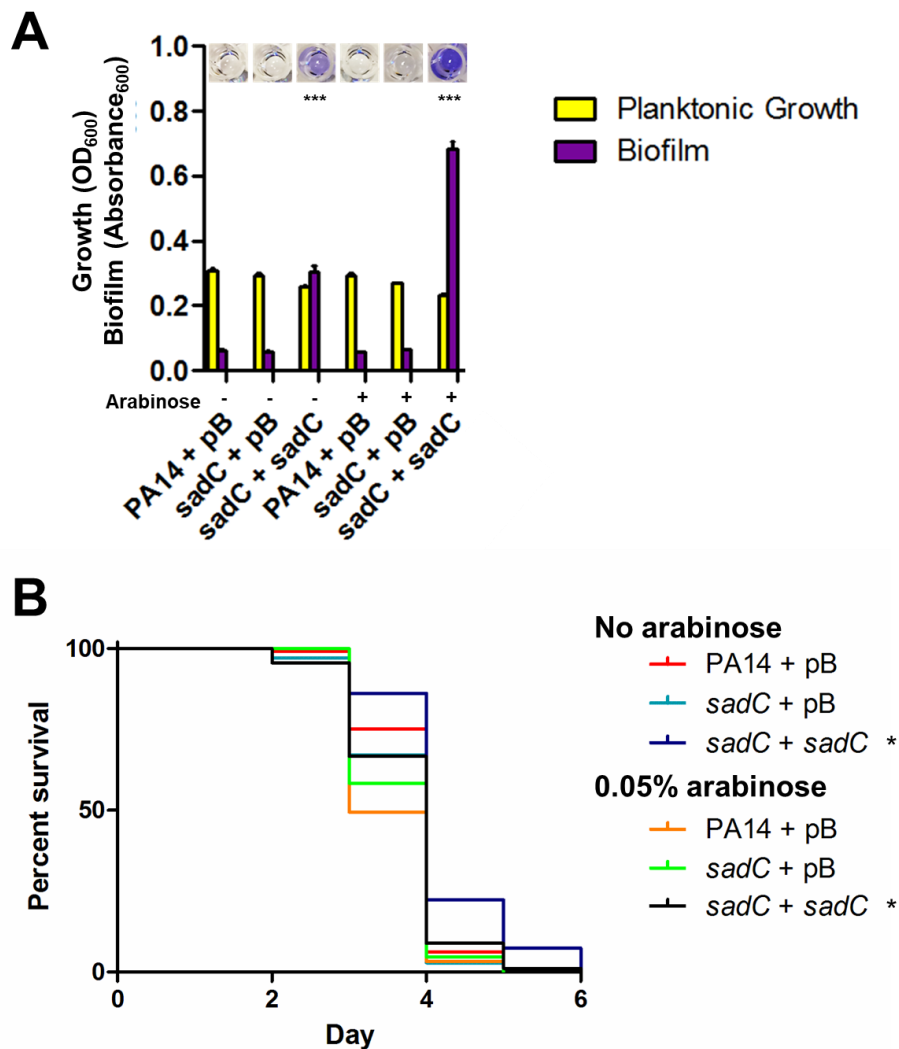 A
Growth (OD600)
Biofilm (Absorbance600)
1.0
0.8
0.6
0.4
0.2
0.0
*** ***
Planktonic Growth
Biofilm
Arabinose - - - + + +
PA14 + pB
sadC + pB
sadC + sadC
PA14 + pB
sadC + pB
sadC + sadC
B
Percent survival
100
50
0
0 2 4 6
Day
No arabinose
PA14 + pB
sadC + pB
sadC + sadC *
0.05% arabinose
PA14 + pB
sadC + pB
sadC + sadC *